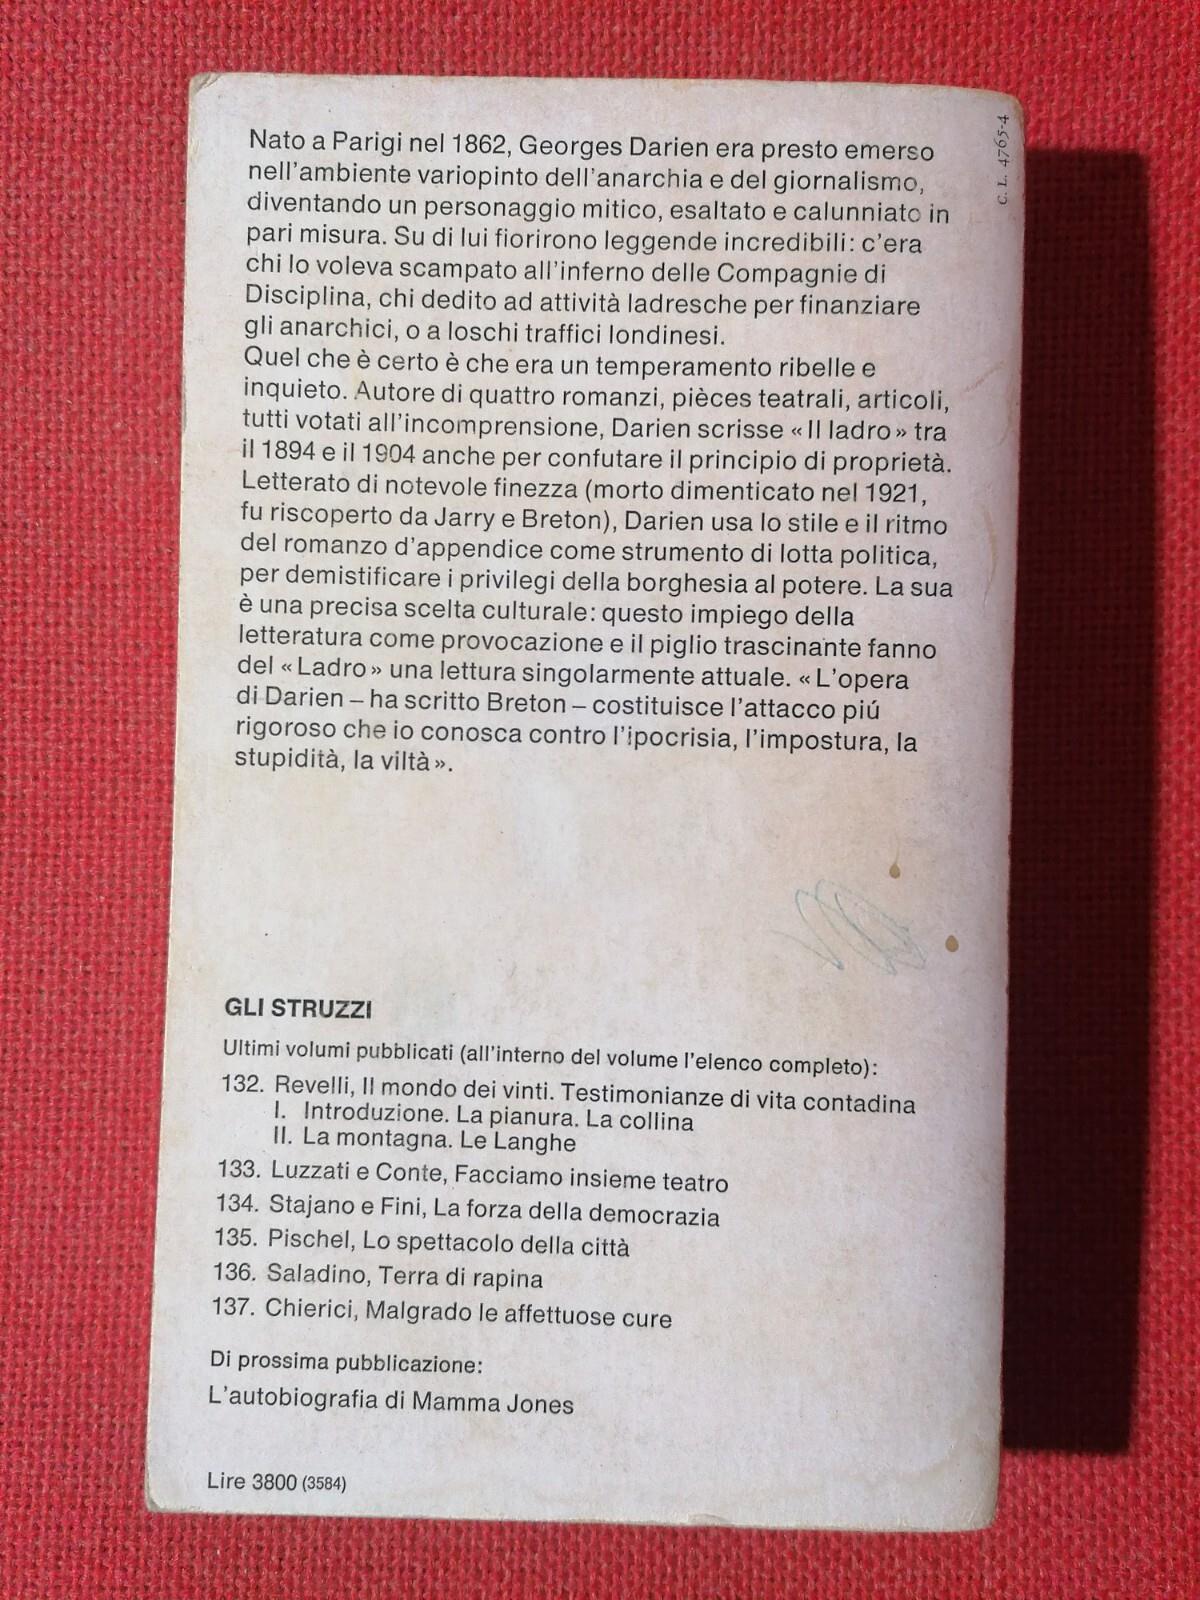 C. L. 4765-4
Nato a Parigi nel 1862, Georges Darien era presto emerso
nell'ambiente variopinto dell'anarchia e del giornalismo,
diventando un personaggio mitico, esaltato e calunniato in
pari misura. Su di lui fiorirono leggende incredibili: c'era
chi lo voleva scampato all'inferno delle Compagnie di
Disciplina, chi dedito ad attività ladresche per finanziare
gli anarchici, o a loschi traffici londinesi.
Quel che è certo è che era un temperamento ribelle e
inquieto. Autore di quattro romanzi, pièces teatrali, articoli,
tutti votati all'incomprensione, Darien scrisse «Il ladro» tra
il 1894 e il 1904 anche per confutare il principio di proprietà.
Letterato di notevole finezza (morto dimenticato nel 1921,
fu riscoperto da Jarry e Breton), Darien usa lo stile e il ritmo
del romanzo d'appendice come strumento di lotta politica,
per demistificare i privilegi della borghesia al potere. La sua
è una precisa scelta culturale: questo impiego della
letteratura come provocazione e il piglio trascinante fanno
del «Ladro» una lettura singolarmente attuale. «L'opera
di Darien – ha scritto Breton – costituisce l'attacco piú
rigoroso che io conosca contro l'ipocrisia, l'impostura, la
stupidità, la viltà».
GLI STRUZZI
Ultimi volumi pubblicati (all'interno del volume l'elenco completo):
132. Revelli, Il mondo dei vinti. Testimonianze di vita contadina
I. Introduzione. La pianura. La collina
II. La montagna. Le Langhe
133. Luzzati e Conte, Facciamo insieme teatro
134. Stajano e Fini, La forza della democrazia
135. Pischel, Lo spettacolo della città
136. Saladino, Terra di rapina
137. Chierici, Malgrado le affettuose cure
Di prossima pubblicazione:
L'autobiografia di Mamma Jones
Lire 3800 (3584)